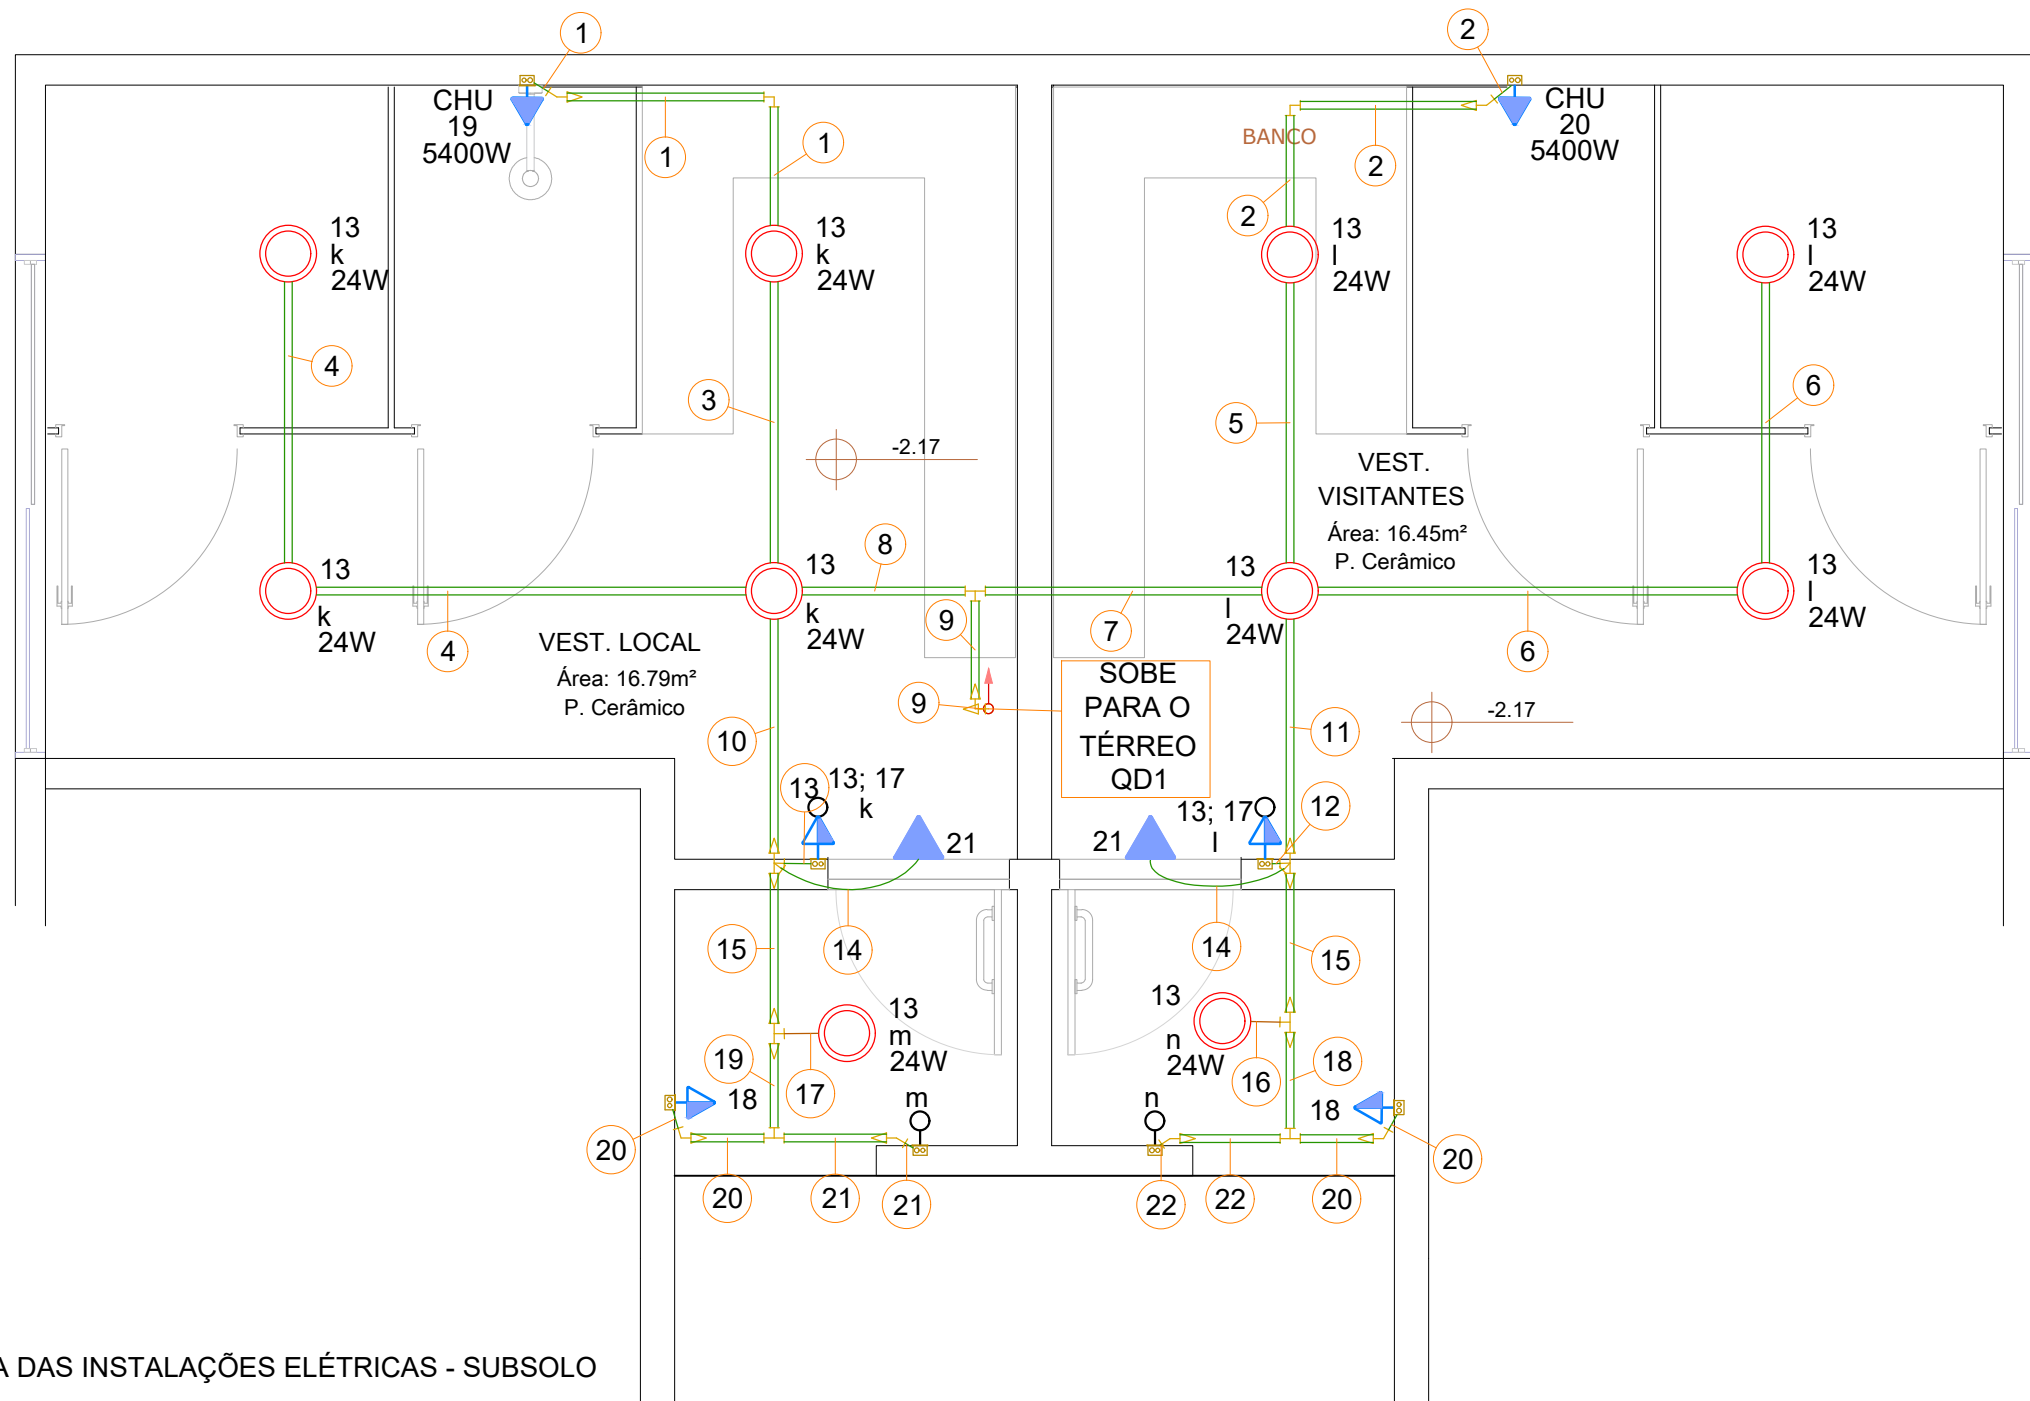 1
2
CHU
19
5400W
CHU
20
5400W
BANCO
1
1
2
2
13
k
24W
13
k
24W
13
l
24W
13
l
24W
4
3
5
6
-2.17
VEST.
VISITANTES
Área: 16.45m²
P. Cerâmico
13
k
24W
13
k
24W
13
l
24W
13
l
24W
8
9
7
4
6
VEST. LOCAL
Área: 16.79m²
P. Cerâmico
9
SOBE
PARA O
TÉRREO
QD1
-2.17
10
11
13
13; 17
k
21
21
13; 17
l
12
15
14
14
15
13
m
24W
13
n
24W
19
17
16
18
18
m
n
18
20
20
20
21
21
22
22
20
A DAS INSTALAÇÕES ELÉTRICAS - SUBSOLO